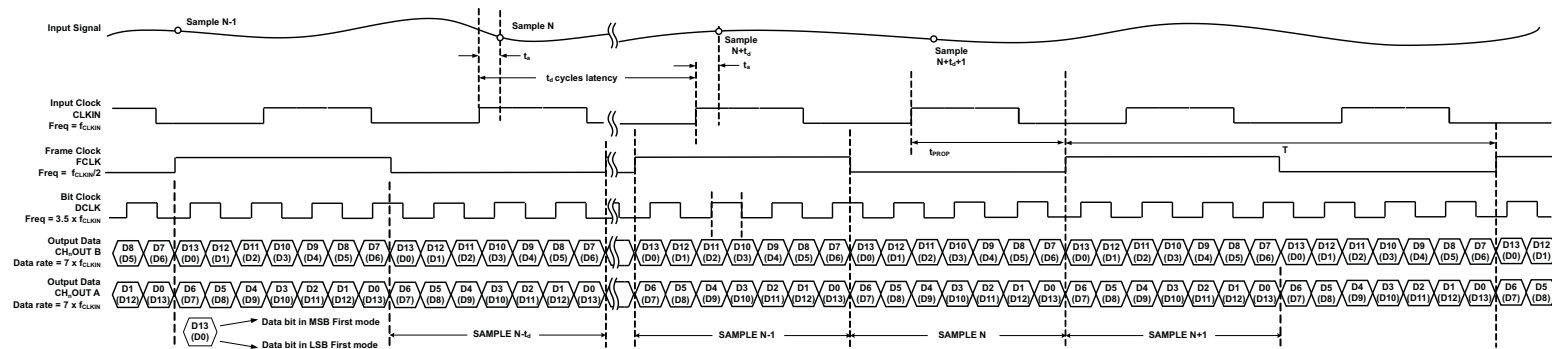 Input Signal
Sample N-1
Sample N
Sample
N+td
Sample
N+td+1
ta
ta
td cycles latency
Input Clock
CLKIN
Freq = fCLKIN
Frame Clock
FCLK
Freq = fCLKIN/2
tPROP
T
Bit Clock
DCLK
Freq = 3.5 x fCLKIN
Output Data
CHnOUT B
Data rate = 7 x fCLKIN
D8 D7 D13 D12 D11 D10 D9 D8 D7 D13 D12 D11 D10 D9 D8 D7 D13 D12 D11 D10 D9 D8 D7 D13 D12 D11 D10 D9 D8 D7 D13 D12 D11 D10 D9 D8 D7 D13 D12 D11 D10 D9 D8 D7 D13 D12
(D5) (D6) (D0) (D1) (D2) (D3) (D4) (D5) (D6) (D0) (D1) (D2) (D3) (D4) (D5) (D6) (D0) (D1) (D2) (D3) (D4) (D5) (D6) (D0) (D1) (D2) (D3) (D4) (D5) (D6) (D0) (D1) (D2) (D3) (D4) (D5) (D6) (D0) (D1) (D2) (D3) (D4) (D5) (D6) (D0) (D1)
Output Data
CHnOUT A
Data rate = 7 x fCLKIN
D1 D0 D6 D5 D4 D3 D2 D1 D0 D6 D5 D4 D3 D2 D1 D0 D6 D5 D4 D3 D2 D1 D0 D6 D5 D4 D3 D2 D1 D0 D6 D5 D4 D3 D2 D1 D0 D6 D5 D4 D3 D2 D1 D0 D6 D5
(D12) (D13) (D7) (D8) (D9) (D10) (D11) (D12) (D13) (D7) (D8) (D9) (D10) (D11) (D12) (D13) (D7) (D8) (D9) (D10) (D11) (D12) (D13) (D7) (D8) (D9) (D10) (D11) (D12) (D13) (D7) (D8) (D9) (D10) (D11) (D12) (D13) (D7) (D8) (D9) (D10) (D11) (D12) (D13) (D7) (D8)
D13
(D0)
Data bit in MSB First mode
Data bit in LSB First mode
SAMPLE N-td
SAMPLE N-1
SAMPLE N
SAMPLE N+1